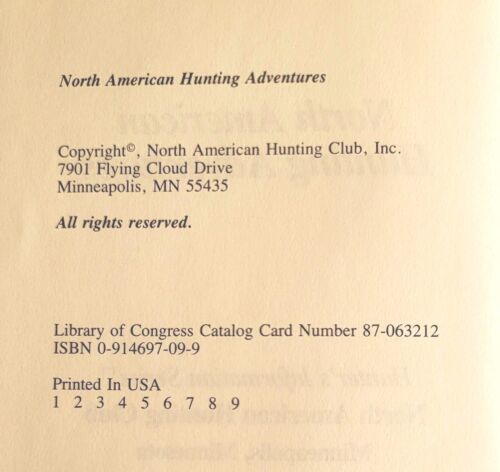 North American Hunting Adventures
Copyright©, North American Hunting Club, Inc.
7901 Flying Cloud Drive
Minneapolis, MN 55435
All rights reserved.
Library of Congress Catalog Card Number 87-063212
ISBN 0-914697-09-9
Printed In USA
1 2 3 4 5 6 7 8 9